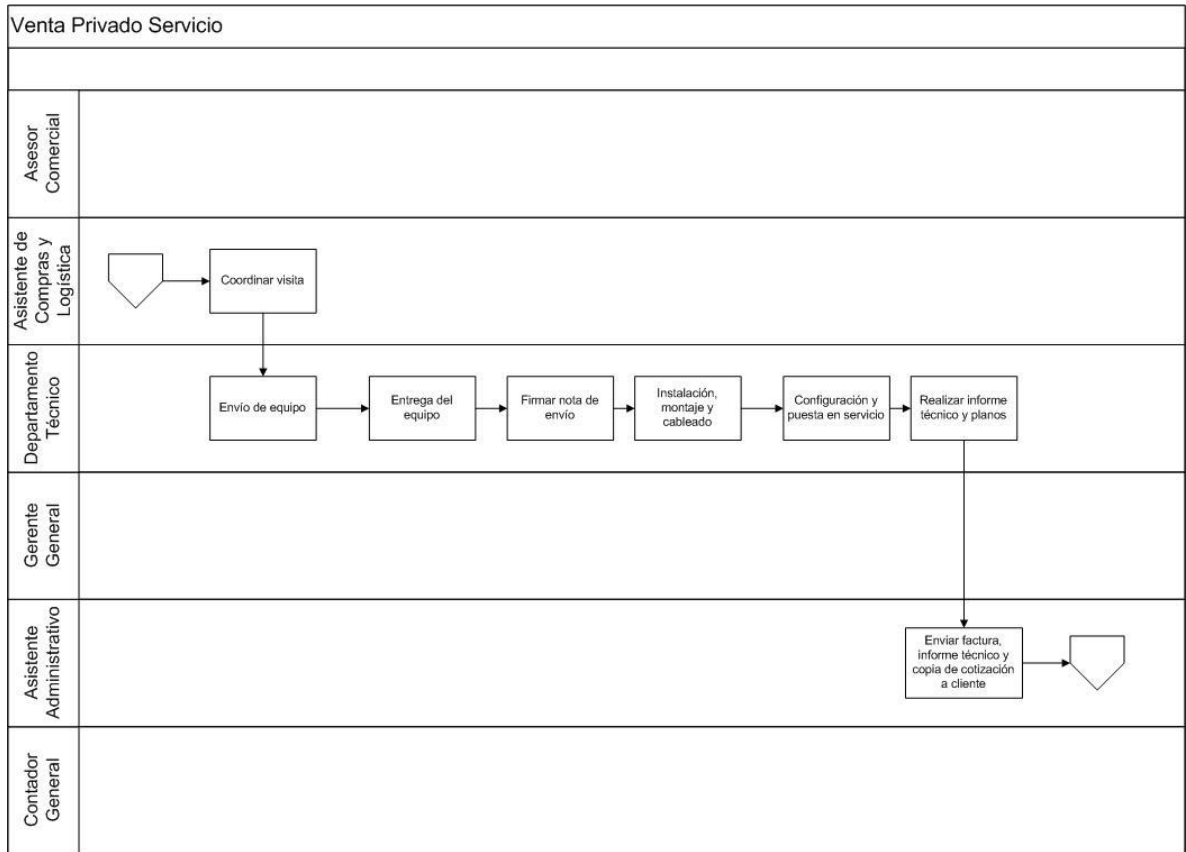 Venta Privado Servicio
Asesor
Comercial
Asistente de
Compras y
Logística
Coordinar visita
Departamento
Técnico
Envío de equipo
Entrega del
equipo
Firmar nota de
envío
Instalación,
montaje y
cableado
Configuración y
puesta en servicio
Realizar informe
técnico y planos
Gerente
General
Asistente
Administrativo
Enviar factura,
informe técnico y
copia de cotización
a cliente
Contador
General